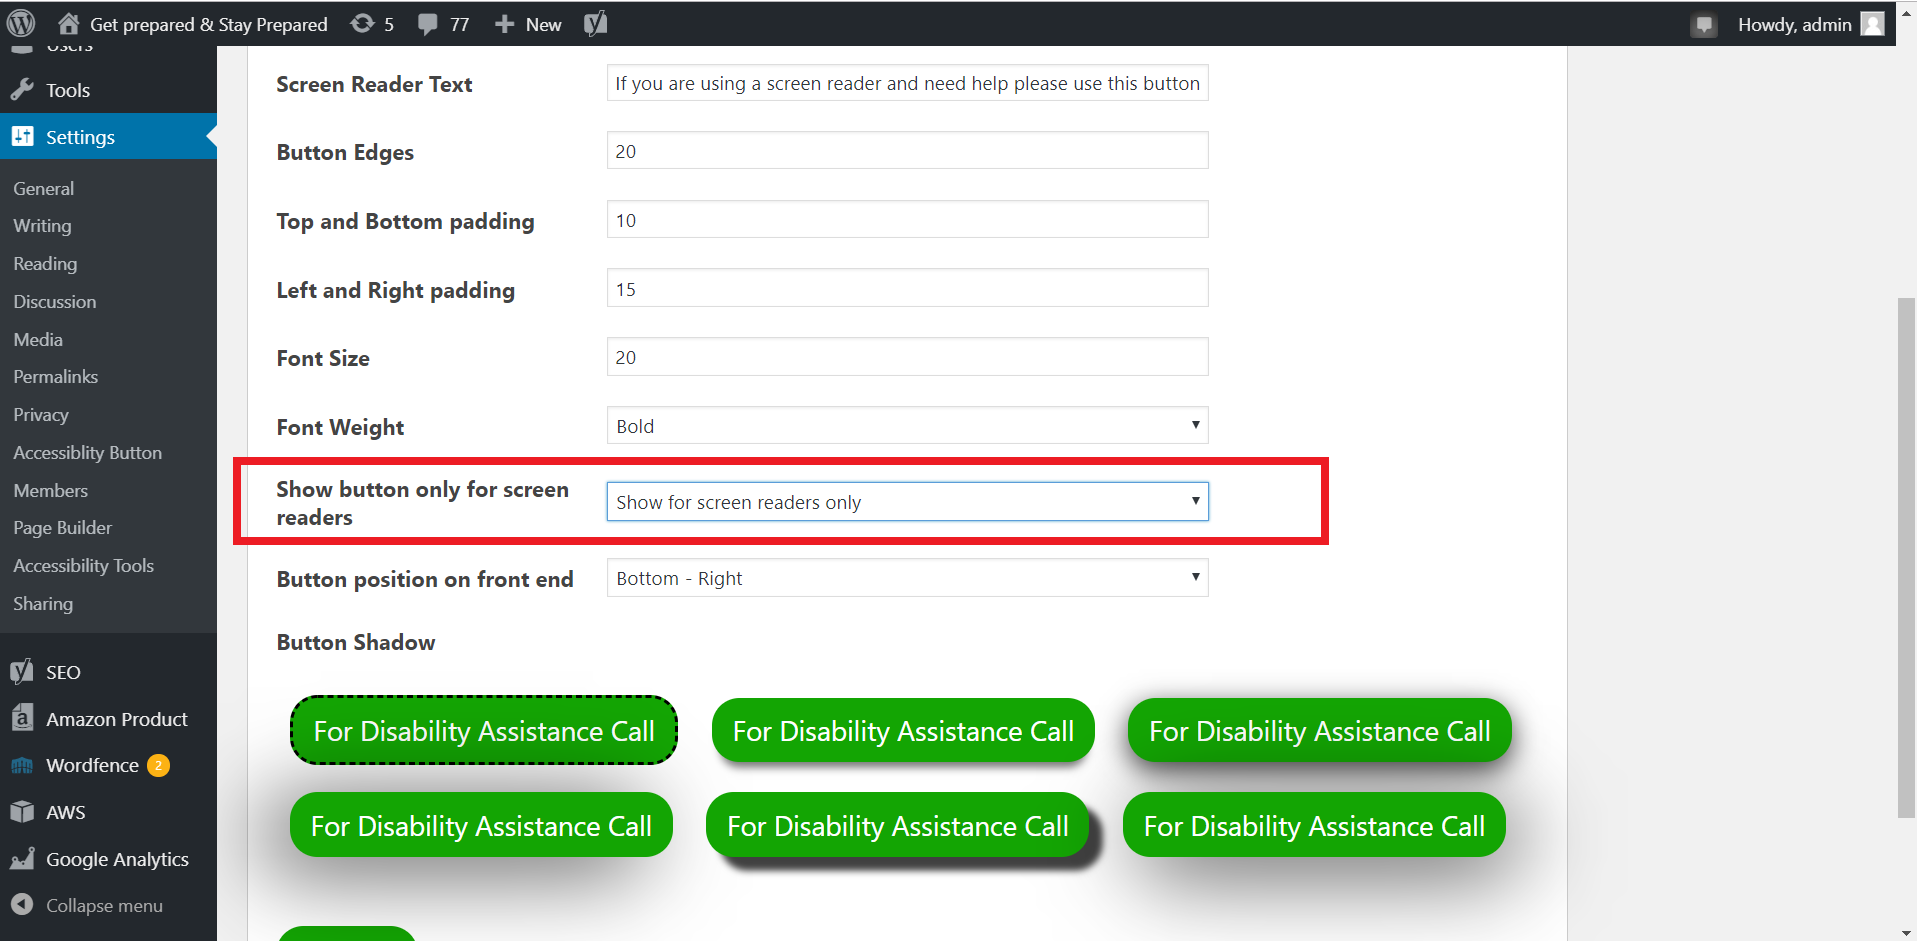 Get prepared & Stay Prepared 5 77 New Howdy, admin
Users
Tools
Settings
General
Writing
Reading
Discussion
Media
Permalinks
Privacy
Accessiblity Button
Members
Page Builder
Accessibility Tools
Sharing
SEO
Amazon Product
Wordfence 2
AWS
Google Analytics
Collapse menu
Screen Reader Text If you are using a screen reader and need help please use this button
Button Edges 20
Top and Bottom padding 10
Left and Right padding 15
Font Size 20
Font Weight Bold
Show button only for screen
readers Show for screen readers only
Button position on front end Bottom - Right
Button Shadow
For Disability Assistance Call For Disability Assistance Call For Disability Assistance Call
For Disability Assistance Call For Disability Assistance Call For Disability Assistance Call